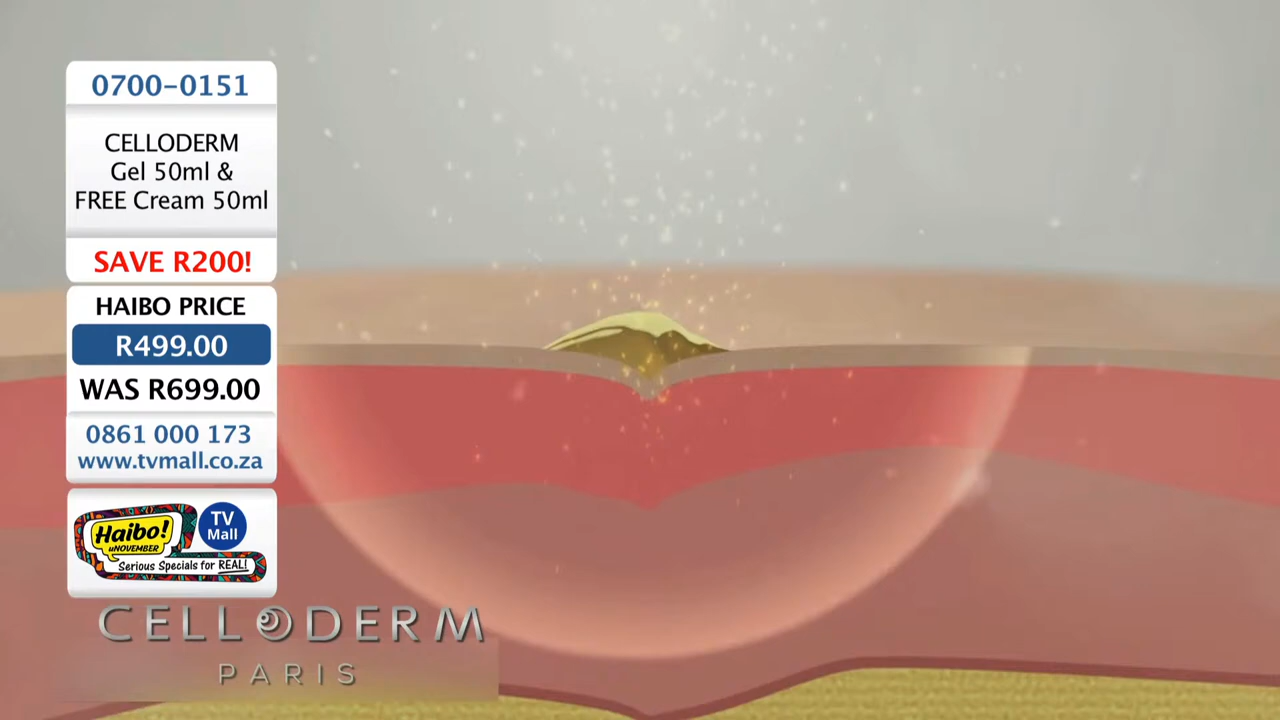 0700-0151
CELLODERM
Gel 50ml &
FREE Cream 50ml
SAVE R200!
HAIBO PRICE
R499.00
WAS R699.00
0861 000 173
www.tvmall.co.za
Haibo!
uNOVEMBER
TV
Mall
Serious Specials for REAL!
CELLODERM
PARIS